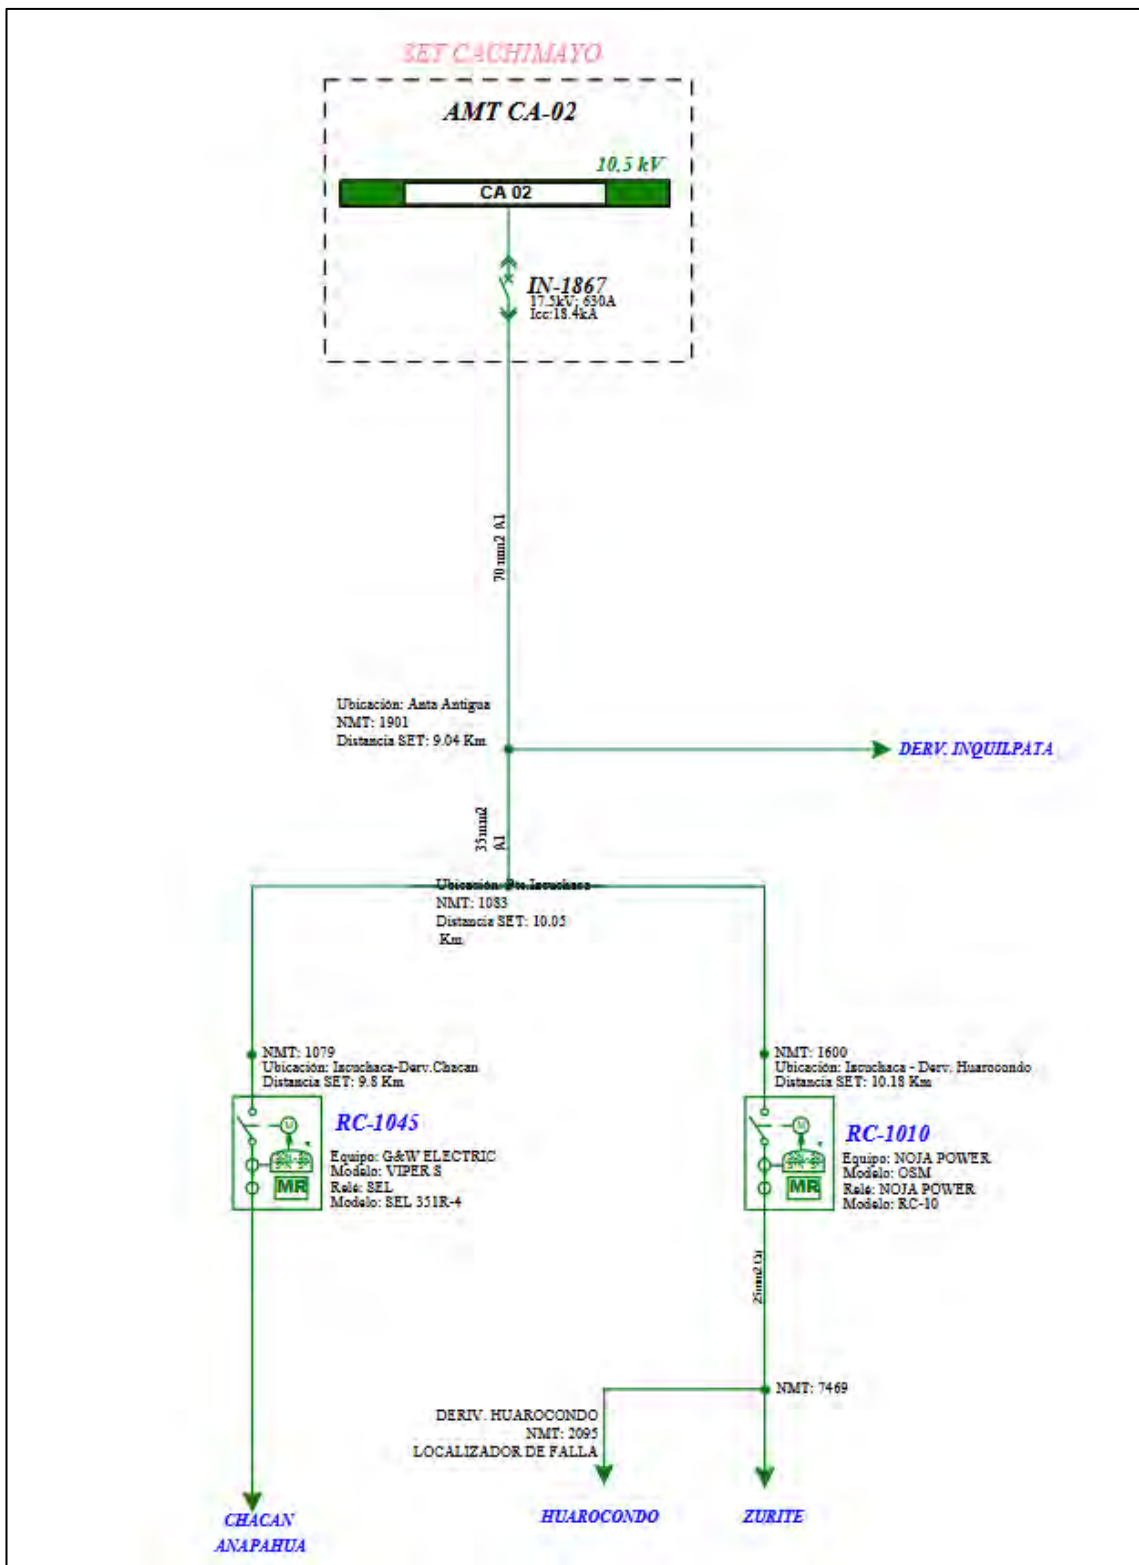 SET CACHIMAYO
AMT CA-02
10,5 kV
CA 02
IN-1867
17.5kV; 630A
Icc:18.4kA
70 mm2 Al
Ubicación: Anta Antigua
NMT: 1901
Distancia SET: 9.04 Km
DERV. INQUILPATA
35mm2
Al
Ubicación: Pte.Izcuchaca
NMT: 1083
Distancia SET: 10.05
Km
NMT: 1079
Ubicación: Izcuchaca-Derv.Chacan
Distancia SET: 9.8 Km
M
RC-1045
Equipo: G&W ELECTRIC
Modelo: VIPER S
Relé: SEL
Modelo: SEL 351R-4
MR
NMT: 1600
Ubicación: Izcuchaca - Derv. Huarocondo
Distancia SET: 10.18 Km
M
RC-1010
Equipo: NOJA POWER
Modelo: OSM
Relé: NOJA POWER
Modelo: RC-10
MR
25mm2 Cu
NMT: 7469
DERIV. HUAROCONDO
NMT: 2095
LOCALIZADOR DE FALLA
CHACAN
ANAPAHUA
HUAROCONDO
ZURITE